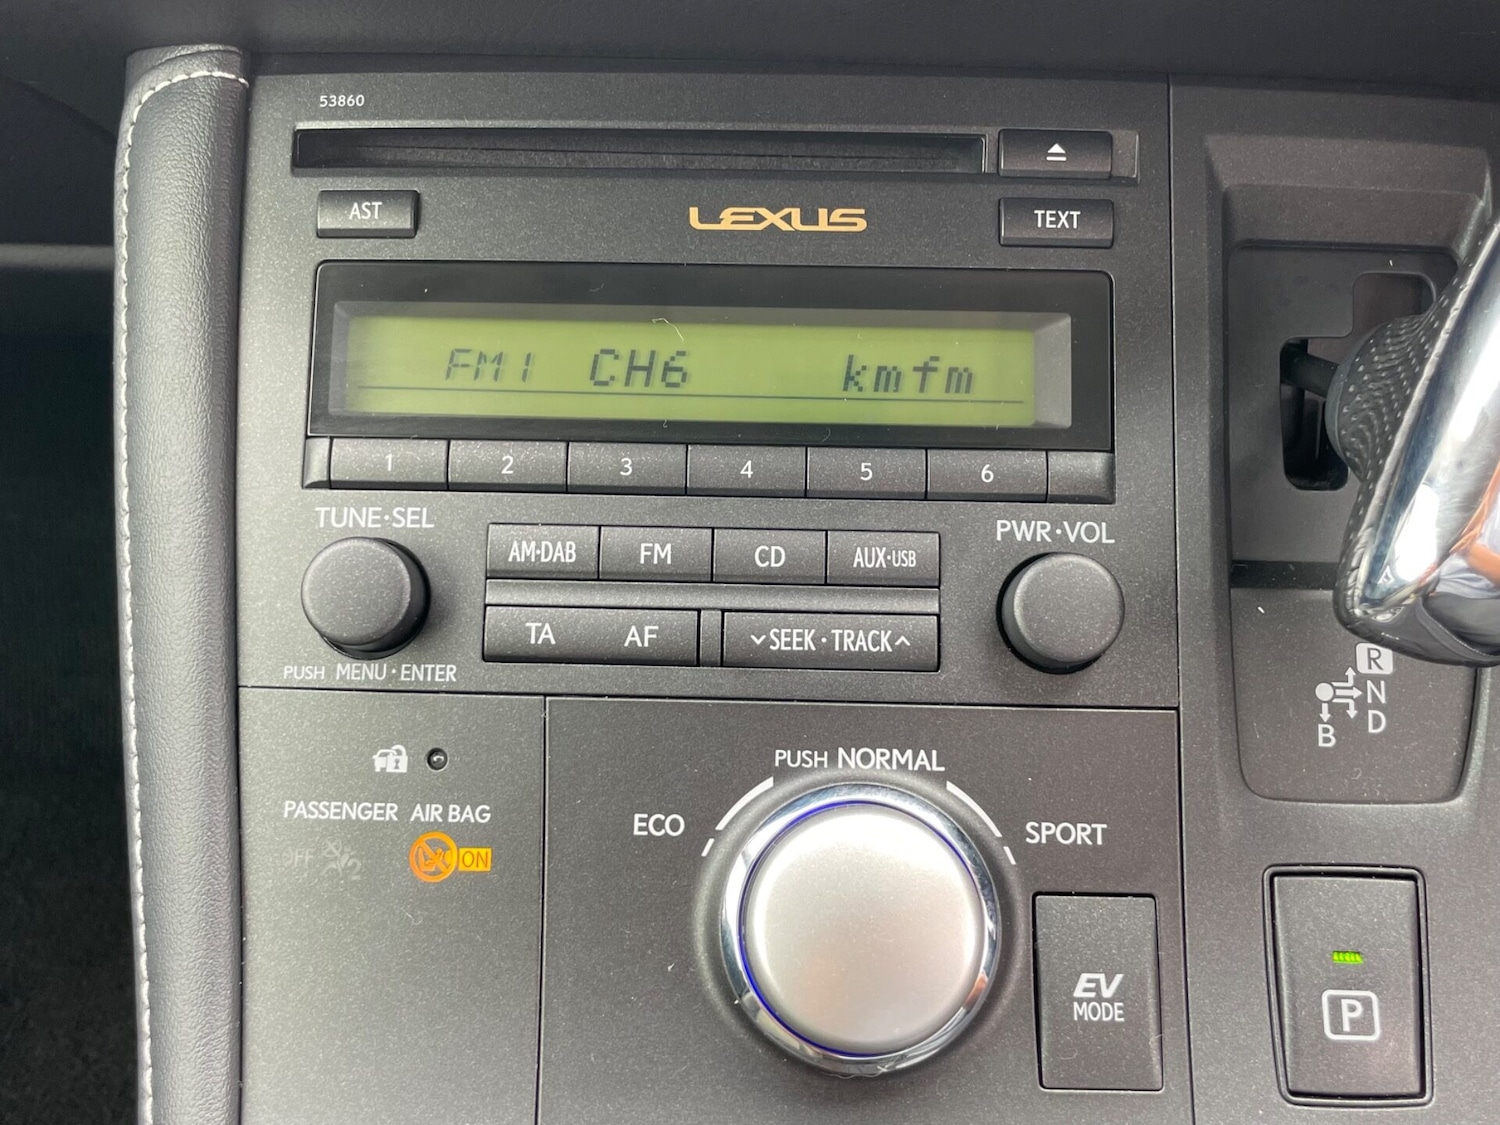 53860
AST
LEXUS
TEXT
FM1 CH6 kmfm
1 2 3 4 5 6
TUNE•SEL
PWR•VOL
AM•DAB FM CD AUX•USB
TA AF SEEK • TRACK
PUSH MENU • ENTER
R
N
D
B
PASSENGER AIR BAG
OFF
ON
PUSH NORMAL
ECO
SPORT
EV
MODE
P